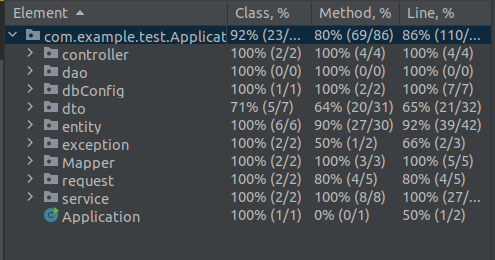 Element Class, % Method, % Line, %
com.example.test.Applicat 92% (23/... 80% (69/86) 86% (110/...
controller 100% (2/2) 100% (4/4) 100% (4/4)
dao 100% (0/0) 100% (0/0) 100% (0/0)
dbConfig 100% (1/1) 100% (2/2) 100% (7/7)
dto 71% (5/7) 64% (20/31) 65% (21/32)
entity 100% (6/6) 90% (27/30) 92% (39/42)
exception 100% (2/2) 50% (1/2) 66% (2/3)
Mapper 100% (2/2) 100% (3/3) 100% (5/5)
request 100% (2/2) 80% (4/5) 80% (4/5)
service 100% (2/2) 100% (8/8) 100% (27/...
Application 100% (1/1) 0% (0/1) 50% (1/2)